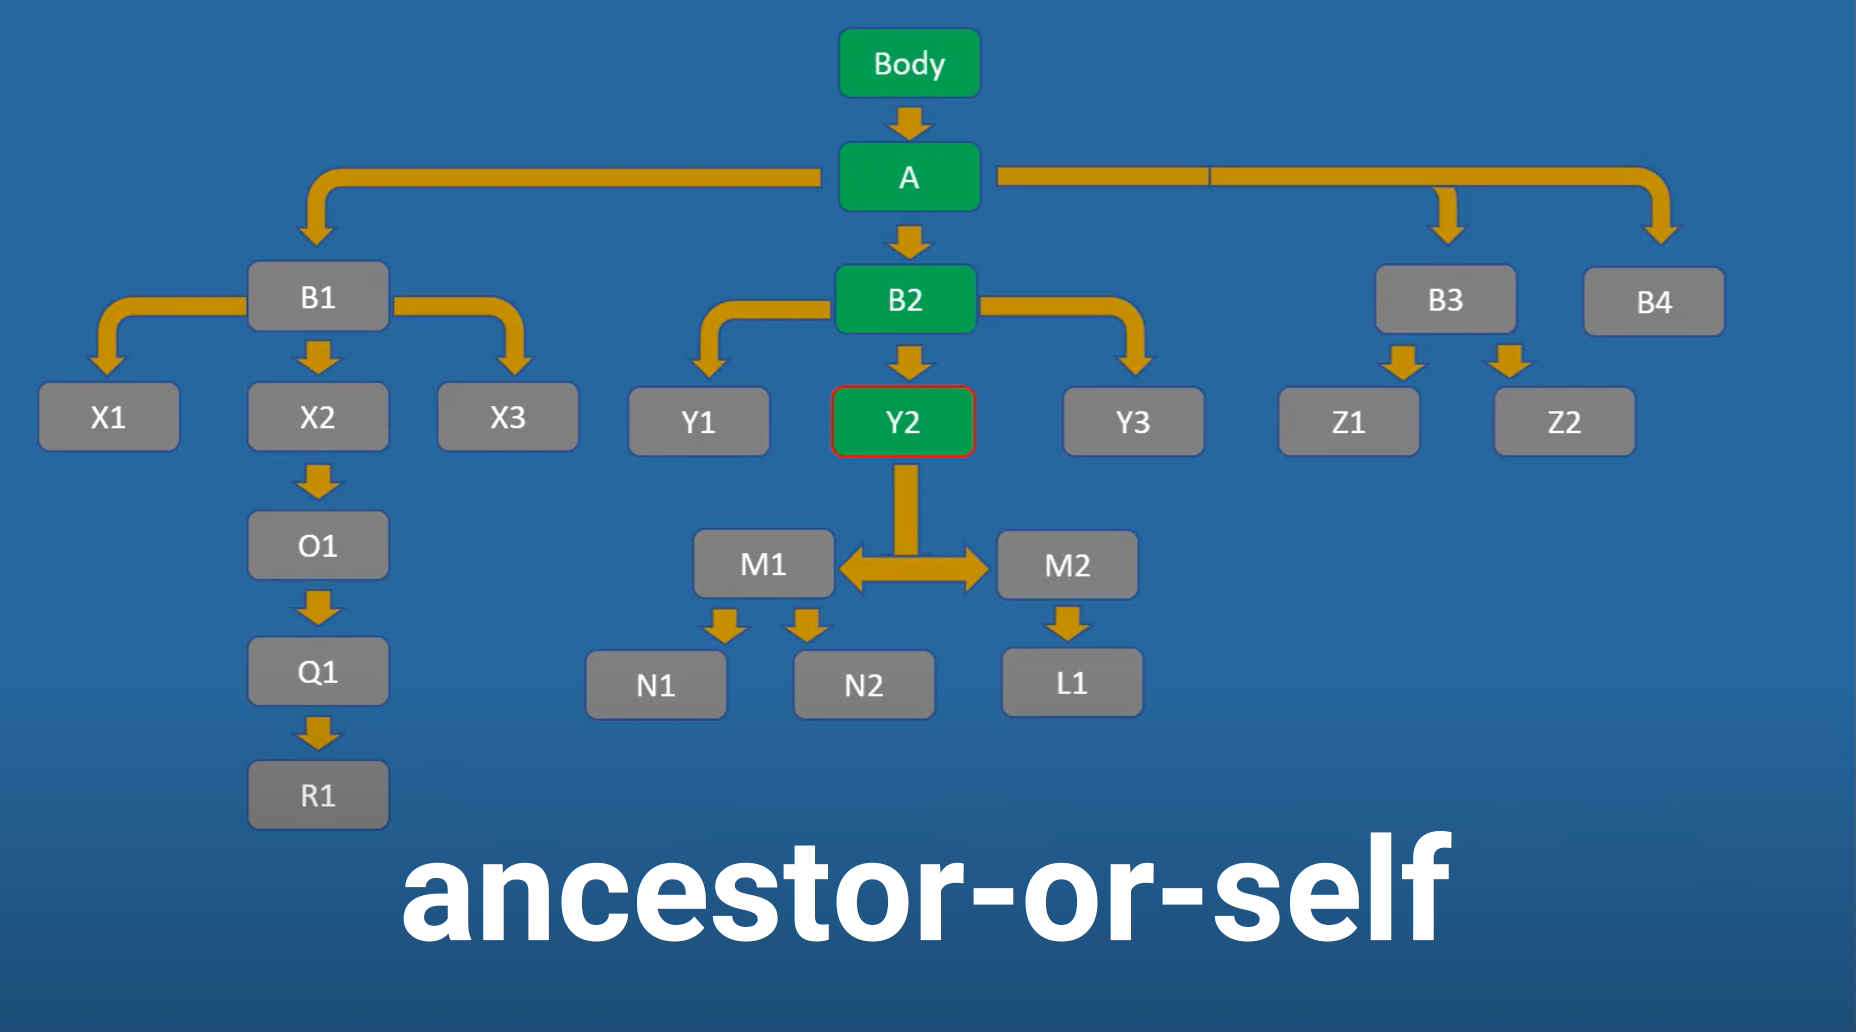 Body
A
B1
B2
B3
B4
X1
X2
X3
Y1
Y2
Y3
Z1
Z2
O1
M1
M2
Q1
N1
N2
L1
R1
ancestor-or-self